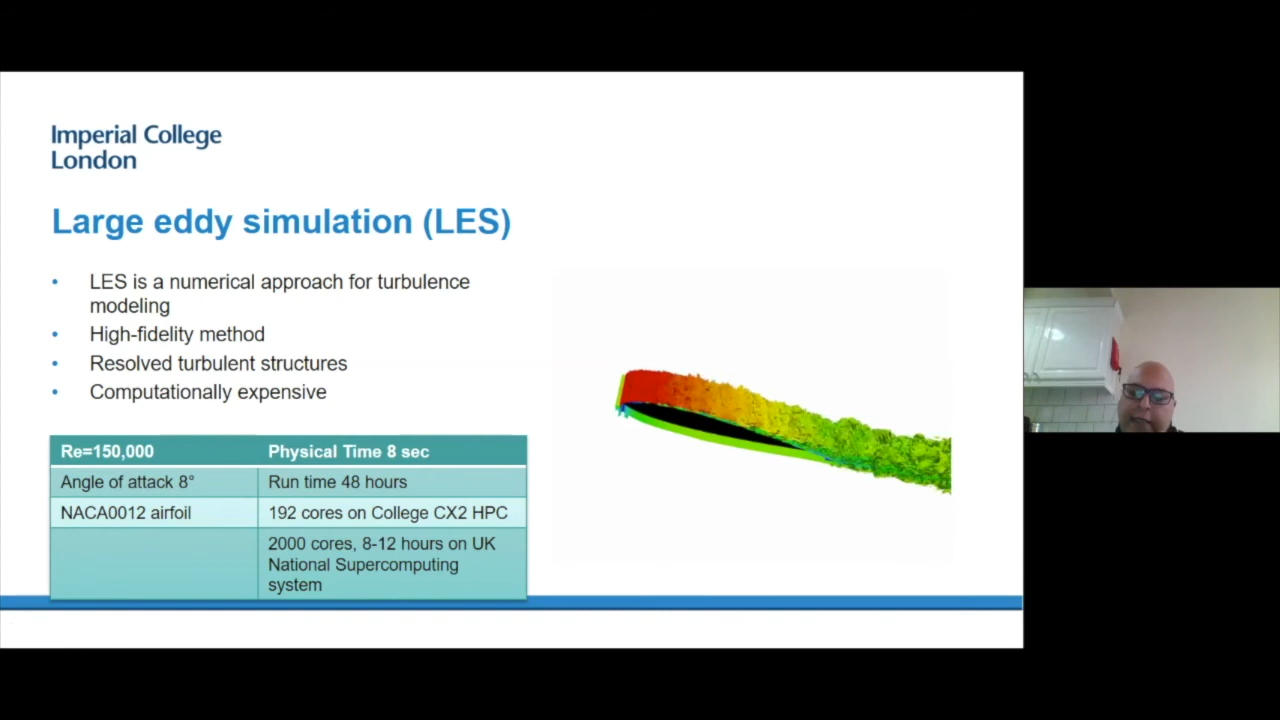 Imperial College
London
Large eddy simulation (LES)
• LES is a numerical approach for turbulence
modeling
• High-fidelity method
• Resolved turbulent structures
• Computationally expensive
Re=150,000 Physical Time 8 sec
Angle of attack 8° Run time 48 hours
NACA0012 airfoil 192 cores on College CX2 HPC
2000 cores, 8-12 hours on UK
National Supercomputing
system